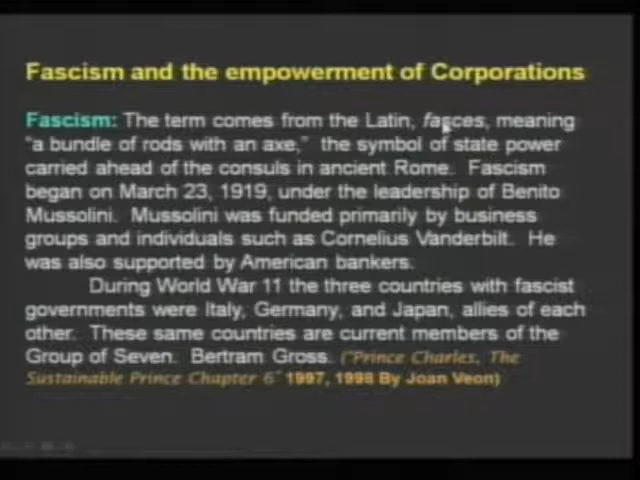 Fascism and the empowerment of Corporations
Fascism: The term comes from the Latin, fasces, meaning
"a bundle of rods with an axe," the symbol of state power
carried ahead of the consuls in ancient Rome. Fascism
began on March 23, 1919, under the leadership of Benito
Mussolini. Mussolini was funded primarily by business
groups and individuals such as Cornelius Vanderbilt. He
was also supported by American bankers.
During World War 11 the three countries with fascist
governments were Italy, Germany, and Japan, allies of each
other. These same countries are current members of the
Group of Seven. Bertram Gross. ("Prince Charles, The
Sustainable Prince Chapter 6" 1997, 1998 By Joan Veon)